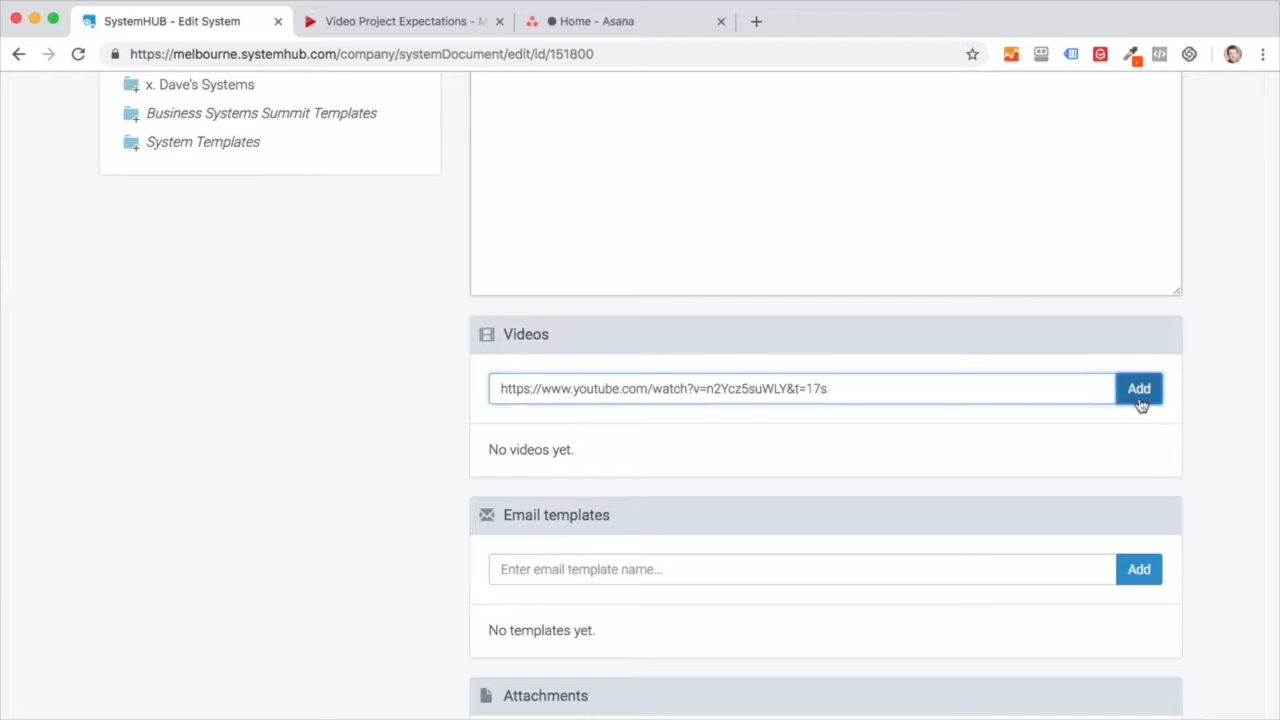 SystemHUB - Edit System
Video Project Expectations - M
Home - Asana
https://melbourne.systemhub.com/company/systemDocument/edit/id/151800
x. Dave's Systems
Business Systems Summit Templates
System Templates
Videos
https://www.youtube.com/watch?v=n2Ycz5suWLY&t=17s
Add
No videos yet.
Email templates
Enter email template name...
Add
No templates yet.
Attachments